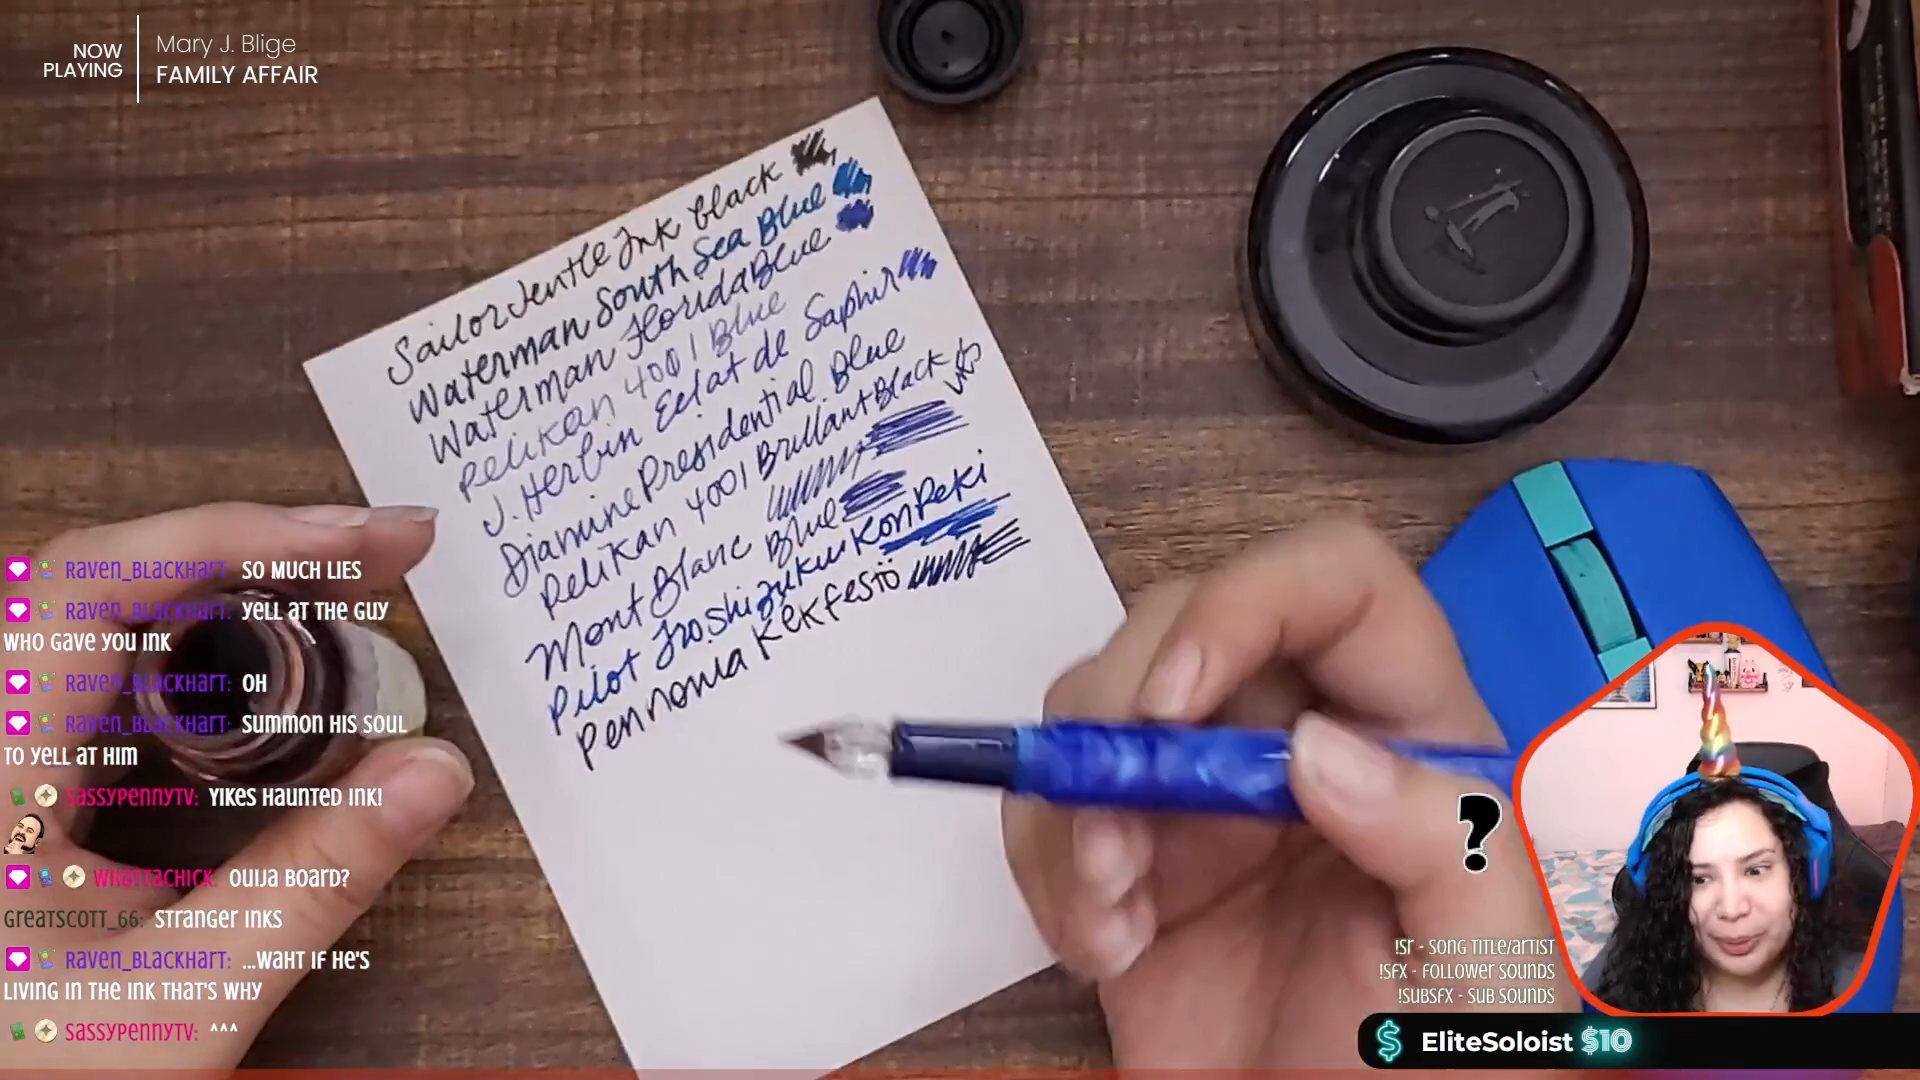 NOW
PLAYING
Mary J. Blige
FAMILY AFFAIR
Sailor Jentle Ink black
Waterman South Sea Blue
Waterman Florida Blue
Pelikan 4001 Blue
J. Herbin Eclat de Saphir
Diamine Presidential Blue
Pelikan 4001 Brillant Black
Mont Blanc Blue
Pilot Iroshizuku Kon Peki
Pennonia Kékfestő
Raven_Blackhart: SO MUCH LIES
Raven_Blackhart: YELL AT THE GUY
WHO GAVE YOU INK
Raven_Blackhart: OH
Raven_Blackhart: SUMMON HIS SOUL
TO YELL AT HIM
SassyPennyTV: YIKES HAUNTED INK!
WhattaChick: OUIJA BOARD?
GreatScott_66: STRANGER INKS
Raven_Blackhart: ...WAHT IF HE'S
LIVING IN THE INK THAT'S WHY
SassyPennyTV: ^^^
?
!SR - SONG TITLE/ARTIST
!SFX - FOLLOWER SOUNDS
!SUBSFX - SUB SOUNDS
$ EliteSoloist $10